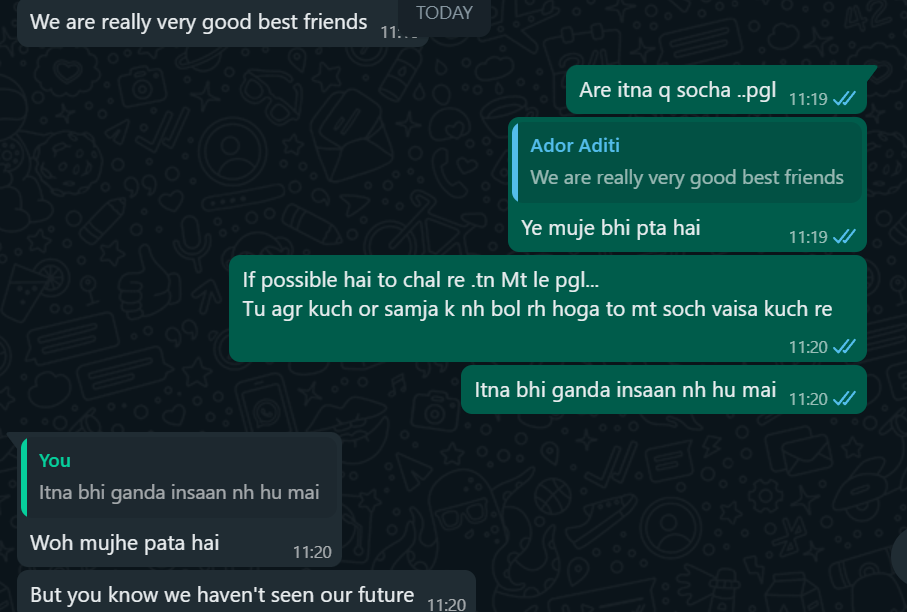 We are really very good best friends
TODAY
Are itna q socha ..pgl 11:19
Ador Aditi
We are really very good best friends
Ye muje bhi pta hai 11:19
If possible hai to chal re .tn Mt le pgl...
Tu agr kuch or samja k nh bol rh hoga to mt soch vaisa kuch re
11:20
Itna bhi ganda insaan nh hu mai 11:20
You
Itna bhi ganda insaan nh hu mai
Woh mujhe pata hai 11:20
But you know we haven't seen our future 11:20